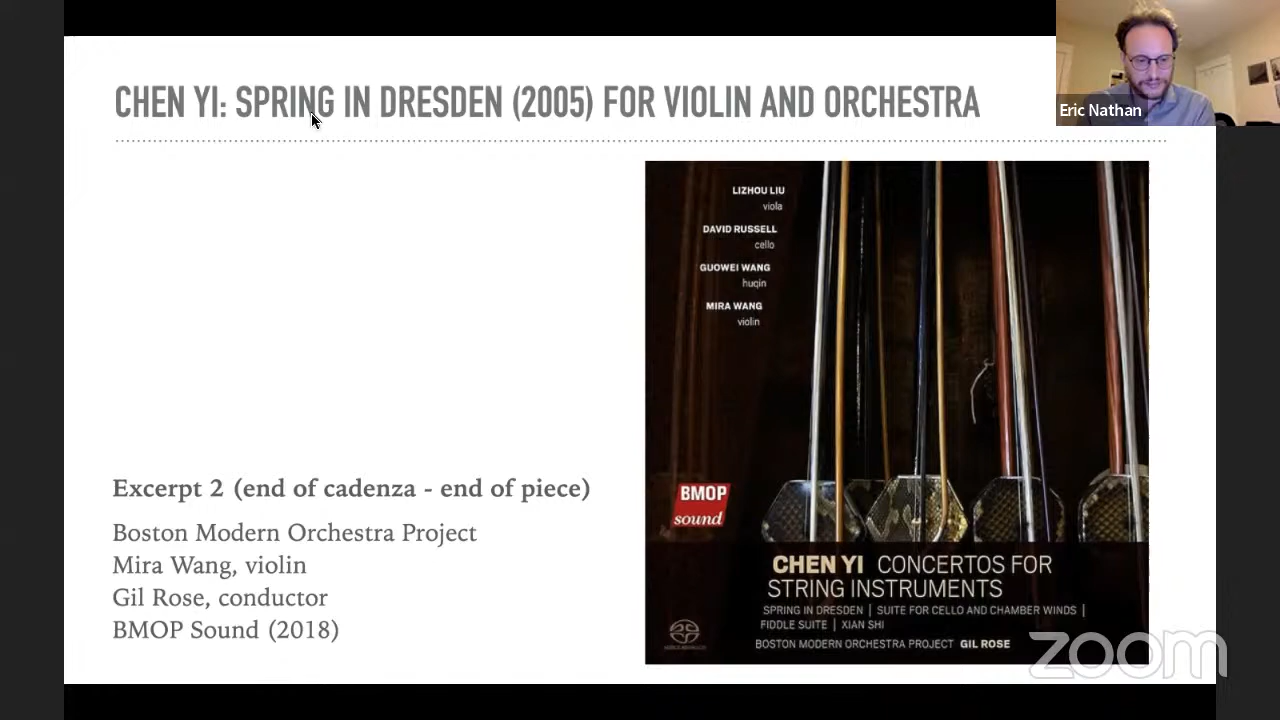 CHEN YI: SPRING IN DRESDEN (2005) FOR VIOLIN AND ORCHESTRA
Eric Nathan
LIZHOU LIU
viola
DAVID RUSSELL
cello
GUOWEI WANG
huqin
MIRA WANG
violin
Excerpt 2 (end of cadenza - end of piece)
Boston Modern Orchestra Project
Mira Wang, violin
Gil Rose, conductor
BMOP Sound (2018)
BMOP
sound
CHEN YI CONCERTOS FOR
STRING INSTRUMENTS
SPRING IN DRESDEN | SUITE FOR CELLO AND CHAMBER WINDS |
FIDDLE SUITE | XIAN SHI
BOSTON MODERN ORCHESTRA PROJECT GIL ROSE
zoom